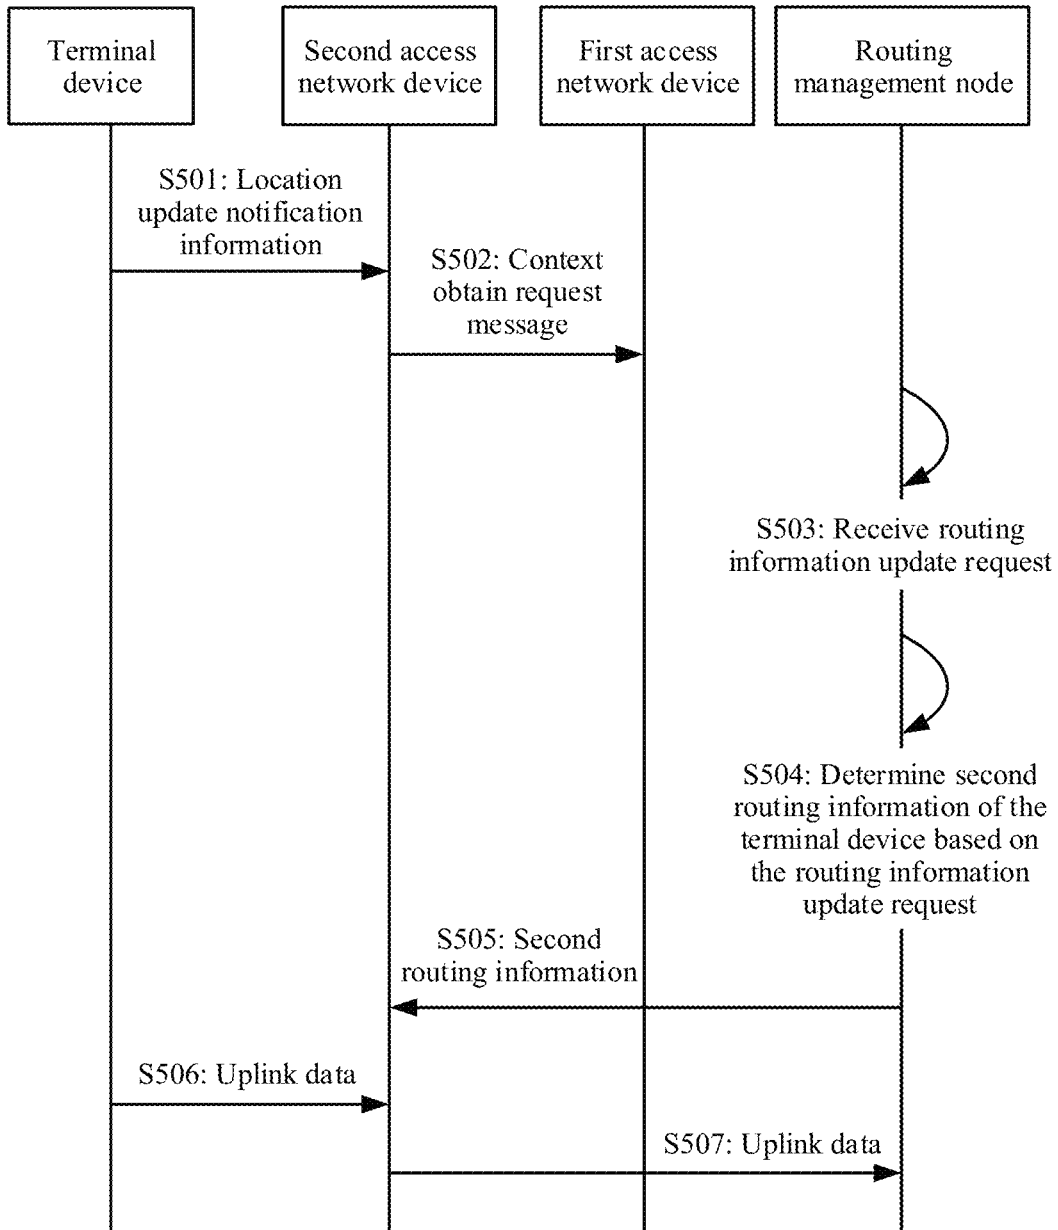 Terminal
device
Second access
network device
First access
network device
Routing
management node
S501: Location
update notification
information
S502: Context
obtain request
message
S503: Receive routing
information update request
S504: Determine second
routing information of the
terminal device based on
the routing information
update request
S505: Second
routing information
S506: Uplink data
S507: Uplink data